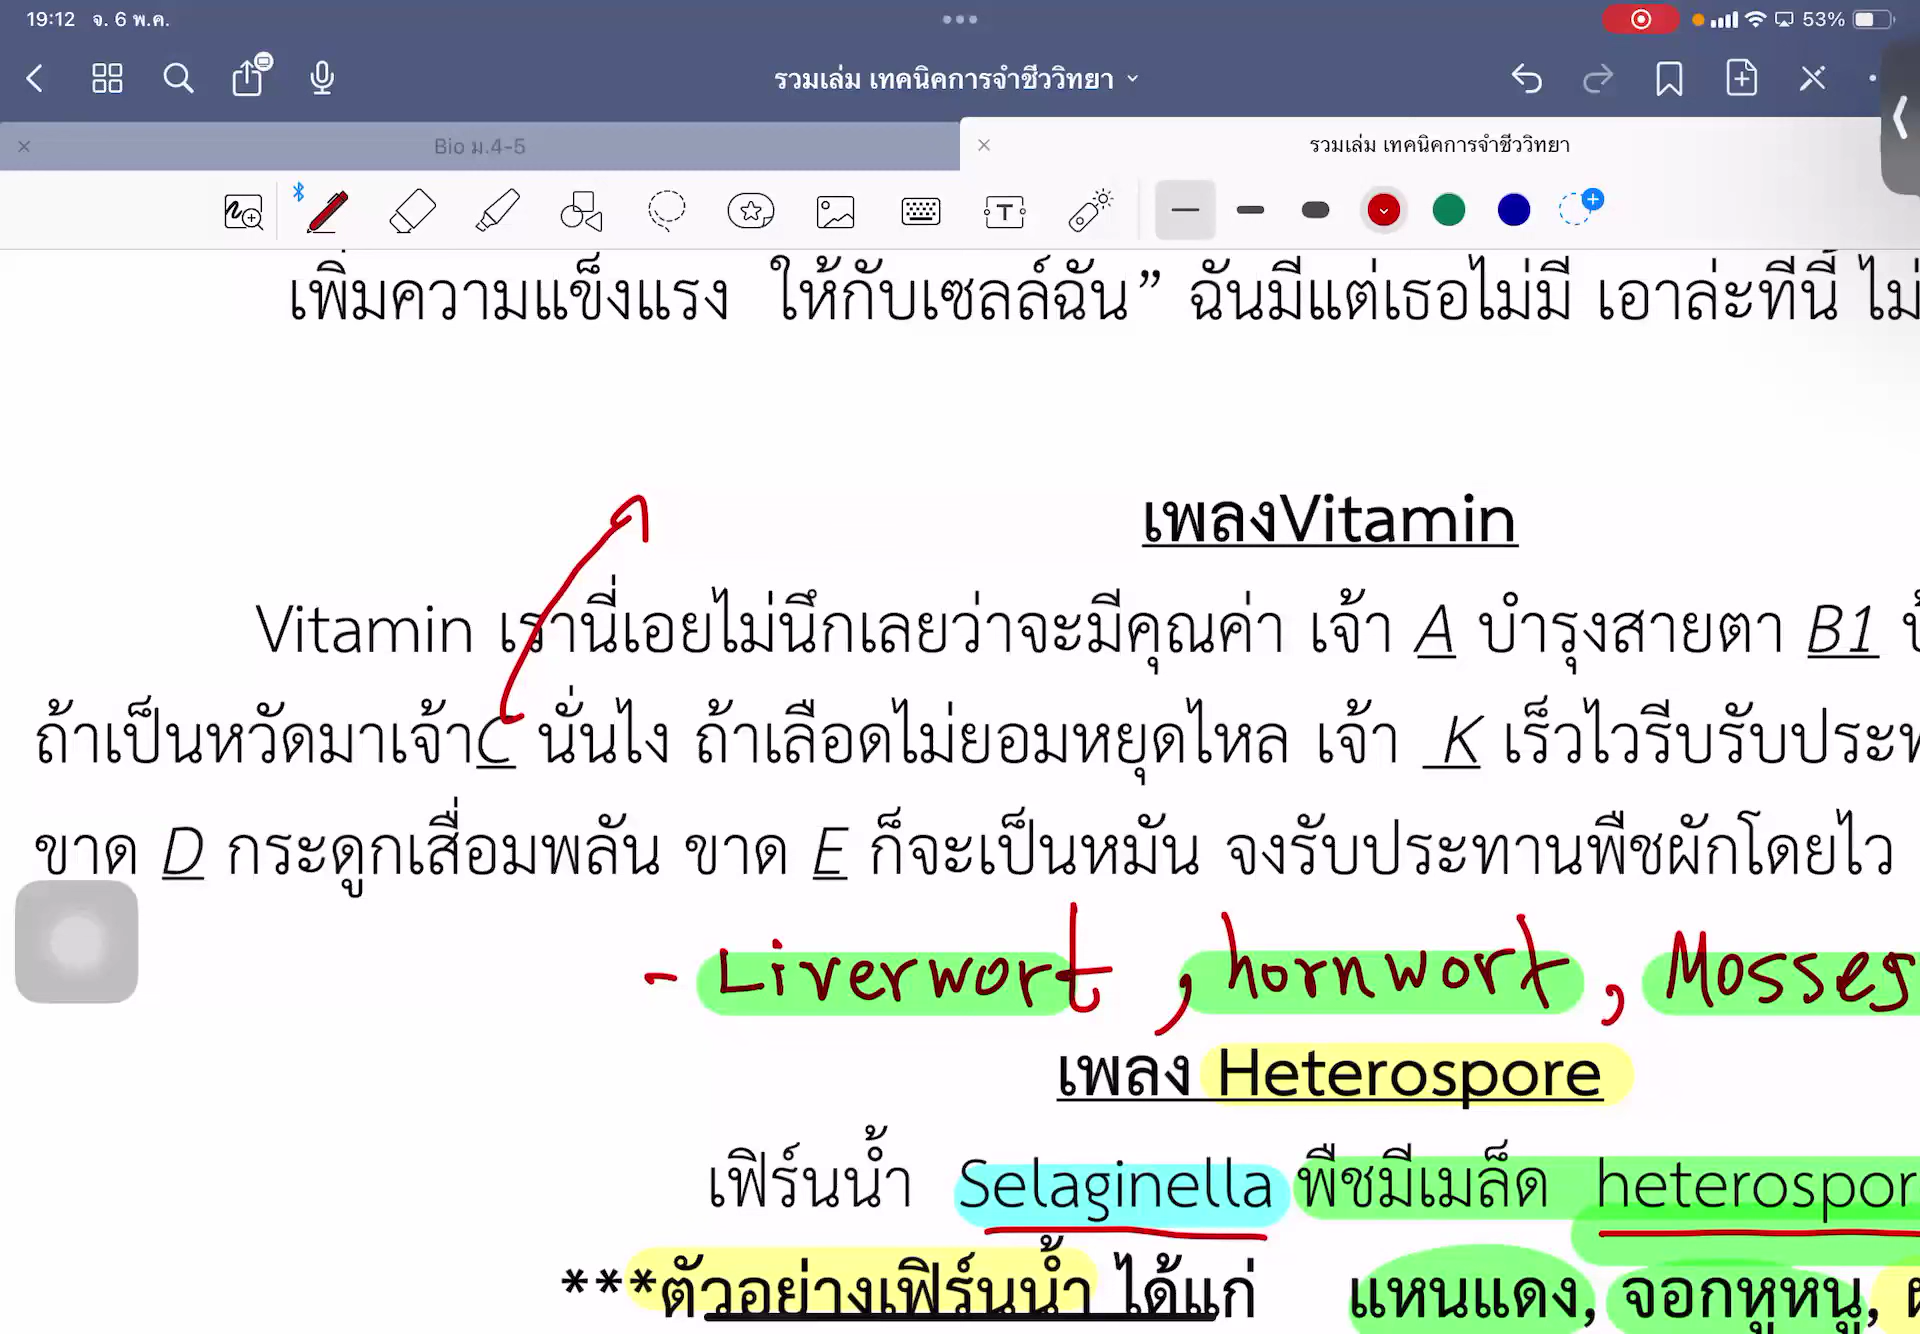 19:12 จ. 6 พ.ค. 53%
รวมเล่ม เทคนิคการจำชีววิทยา
Bio ม.4-5 รวมเล่ม เทคนิคการจำชีววิทยา
เพิ่มความแข็งแรง ให้กับเซลล์ฉัน” ฉันมีแต่เธอไม่มี เอาล่ะทีนี้ ไม่
เพลงVitamin
Vitamin เรานี่เอยไม่นึกเลยว่าจะมีคุณค่า เจ้า A บำรุงสายตา B1
ถ้าเป็นหวัดมาเจ้าC นั่นไง ถ้าเลือดไม่ยอมหยุดไหล เจ้า K เร็วไวรีบรับประ
ขาด D กระดูกเสื่อมพลัน ขาด E ก็จะเป็นหมัน จงรับประทานพืชผักโดยไว
- Liverwort , hornwort , Mosses
เพลง Heterospore
เฟิร์นน้ำ Selaginella พืชมีเมล็ด heterospor
***ตัวอย่างเฟิร์นน้ำ ได้แก่ แหนแดง, จอกหูหนู,